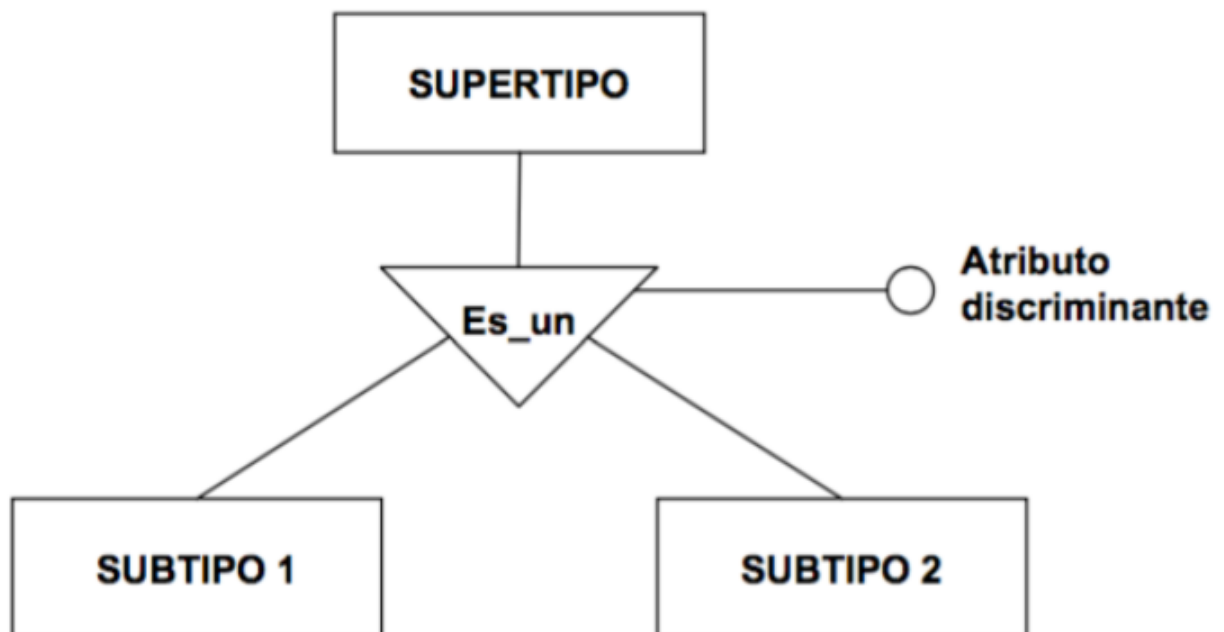 SUPERTIPO
Atributo
discriminante
Es_un
SUBTIPO 1
SUBTIPO 2